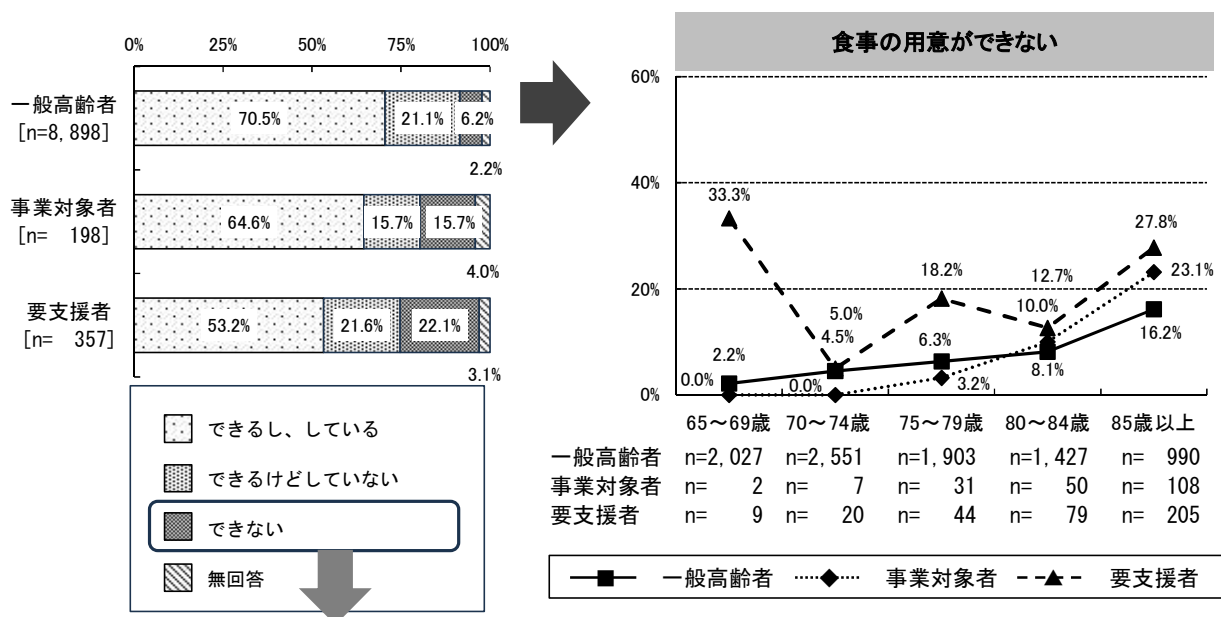 0% 25% 50% 75% 100%
一般高齢者
[n=8,898]
70.5% 21.1% 6.2%
2.2%
事業対象者
[n= 198]
64.6% 15.7% 15.7%
4.0%
要支援者
[n= 357]
53.2% 21.6% 22.1%
3.1%
できるし、している
できるけどしていない
できない
無回答
食事の用意ができない
60%
40%
20%
0%
33.3%
5.0%
18.2%
12.7%
27.8%
2.2%
4.5%
6.3%
8.1%
16.2%
0.0%
0.0%
3.2%
10.0%
23.1%
65～69歳 70～74歳 75～79歳 80～84歳 85歳以上
一般高齢者 n=2,027 n=2,551 n=1,903 n=1,427 n= 990
事業対象者 n= 2 n= 7 n= 31 n= 50 n= 108
要支援者 n= 9 n= 20 n= 44 n= 79 n= 205
一般高齢者 事業対象者 要支援者